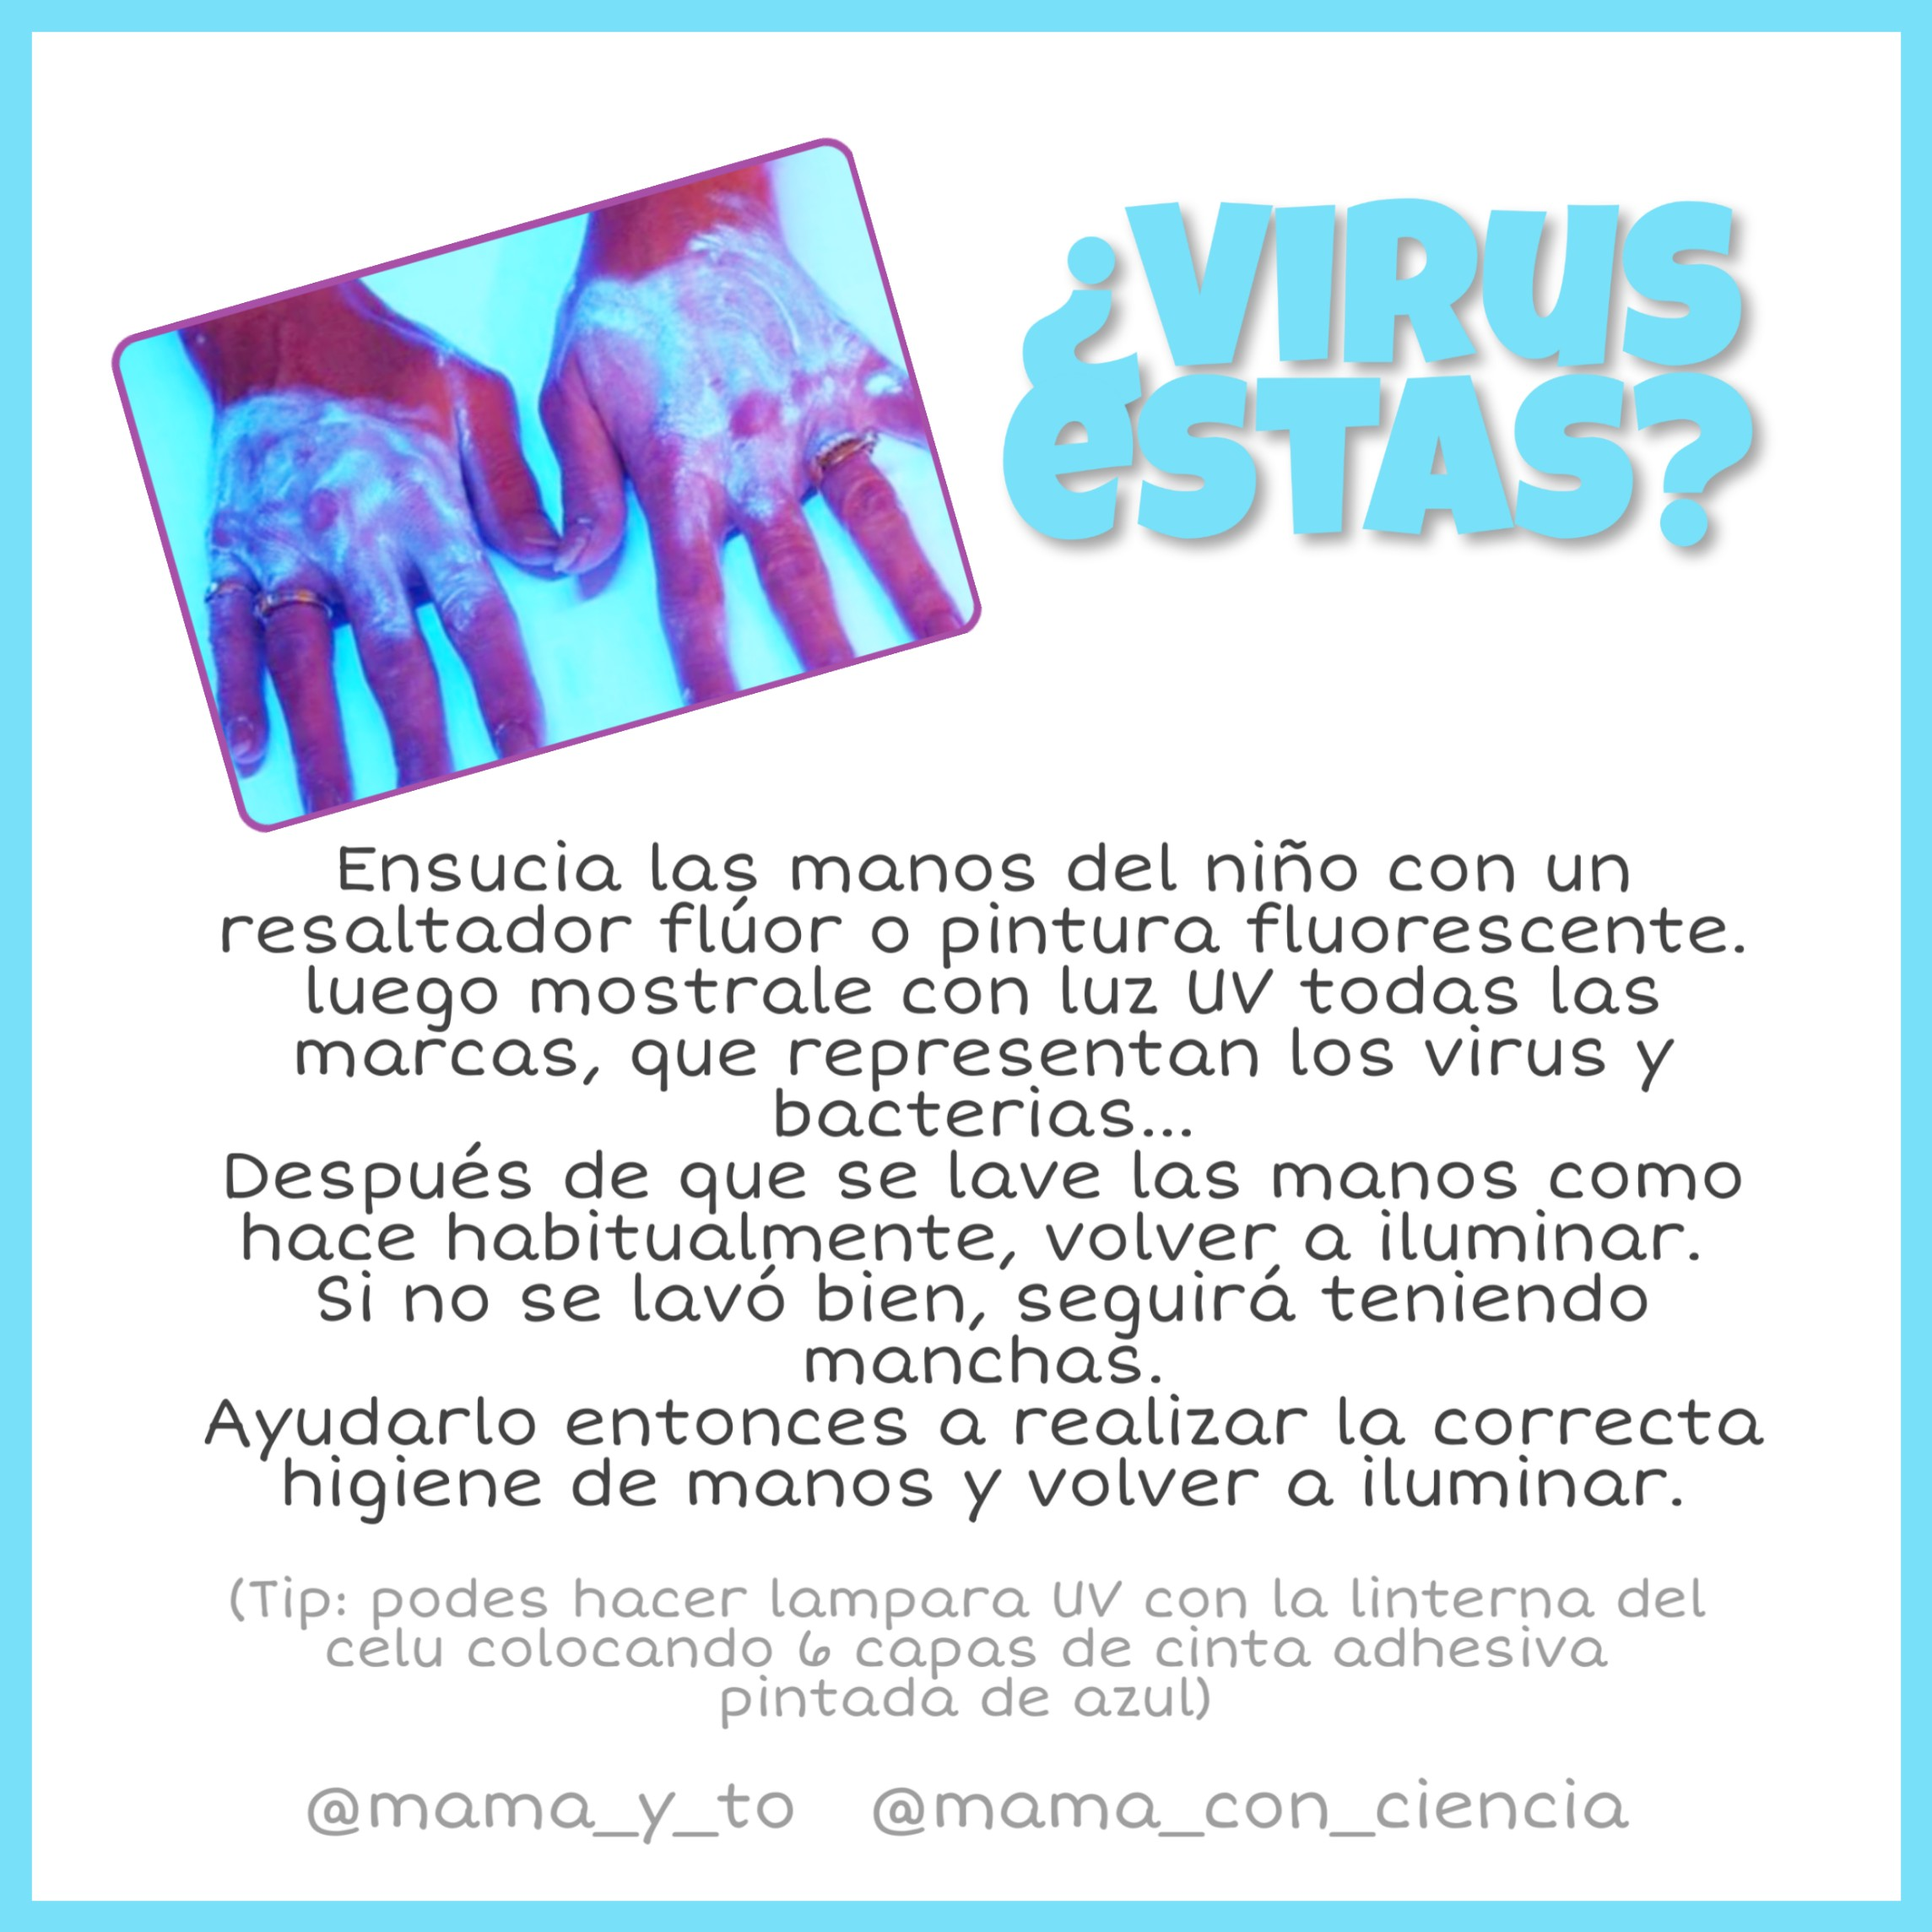 ¿VIRUS
ESTAS?
Ensucia las manos del niño con un
resaltador flúor o pintura fluorescente.
luego mostrale con luz UV todas las
marcas, que representan los virus y
bacterias...
Después de que se lave las manos como
hace habitualmente, volver a iluminar.
Si no se lavó bien, seguirá teniendo
manchas.
Ayudarlo entonces a realizar la correcta
higiene de manos y volver a iluminar.
(Tip: podes hacer lampara UV con la linterna del
celu colocando 6 capas de cinta adhesiva
pintada de azul)
@mama_y_to @mama_con_ciencia